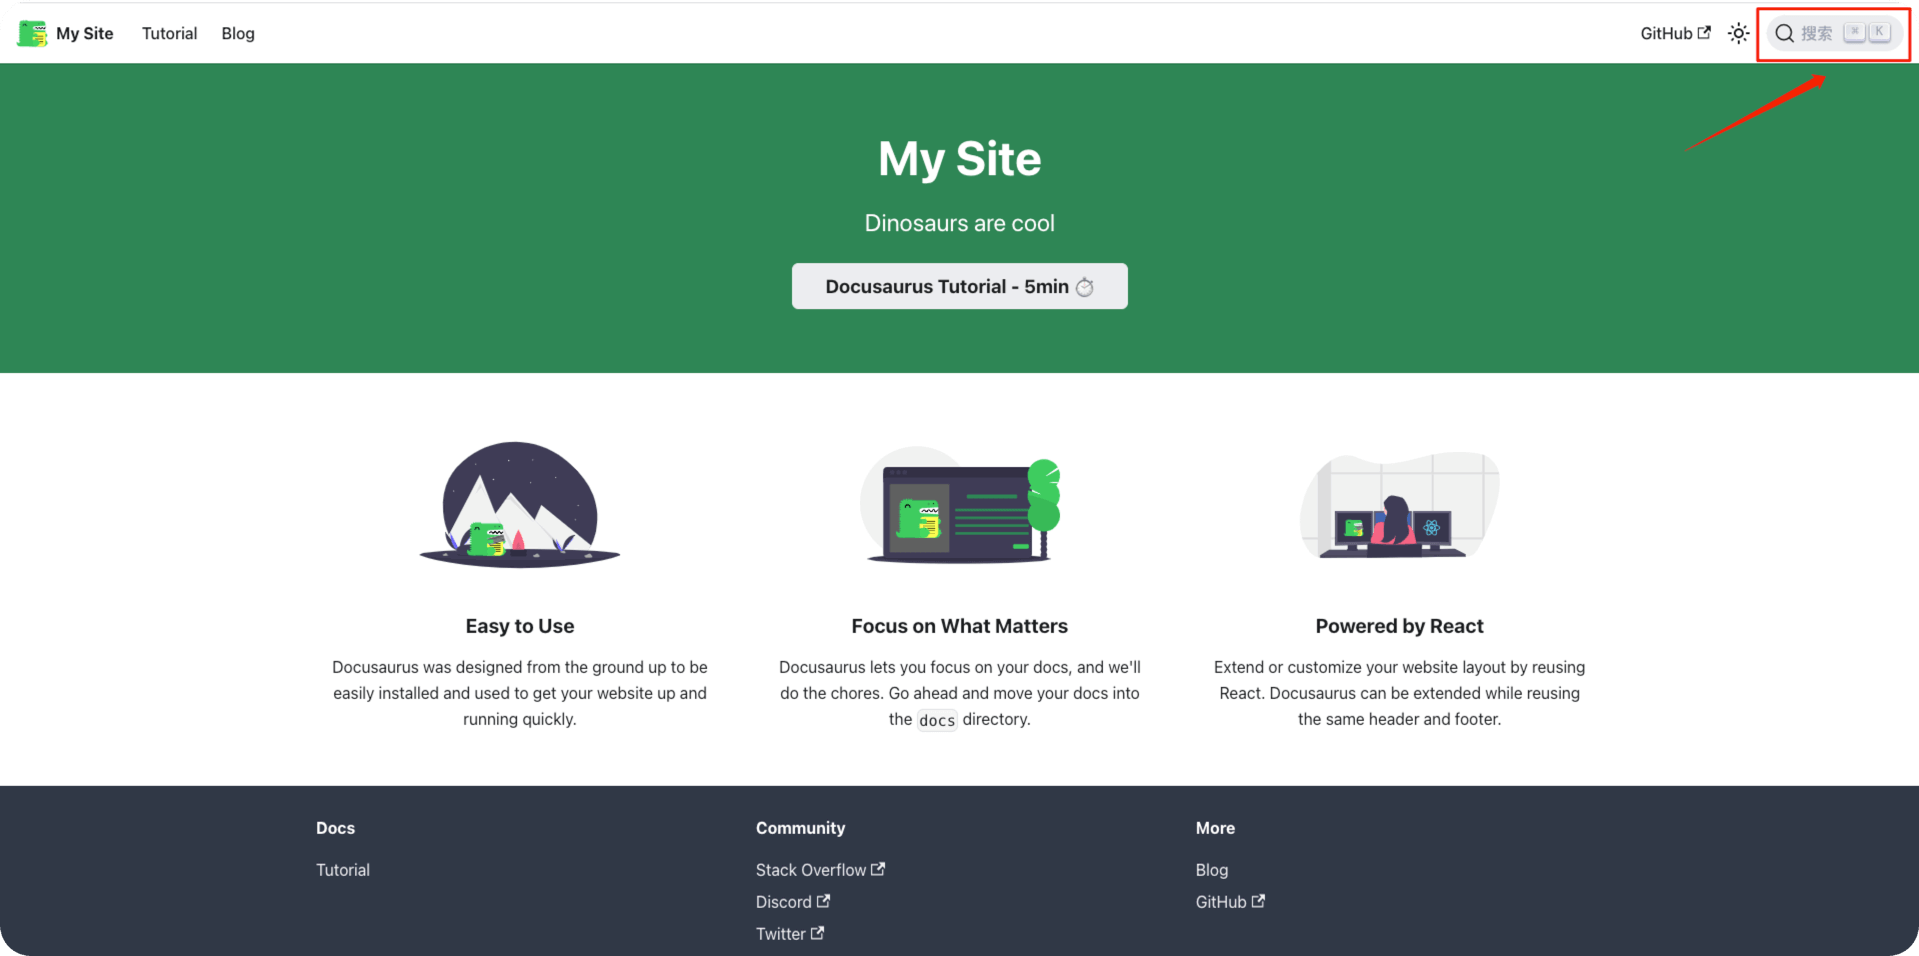 My Site Tutorial Blog GitHub 搜索 ⌘ K
My Site
Dinosaurs are cool
Docusaurus Tutorial - 5min ⏱️
Easy to Use
Docusaurus was designed from the ground up to be
easily installed and used to get your website up and
running quickly.
Focus on What Matters
Docusaurus lets you focus on your docs, and we'll
do the chores. Go ahead and move your docs into
the docs directory.
Powered by React
Extend or customize your website layout by reusing
React. Docusaurus can be extended while reusing
the same header and footer.
Docs
Tutorial
Community
Stack Overflow
Discord
Twitter
More
Blog
GitHub